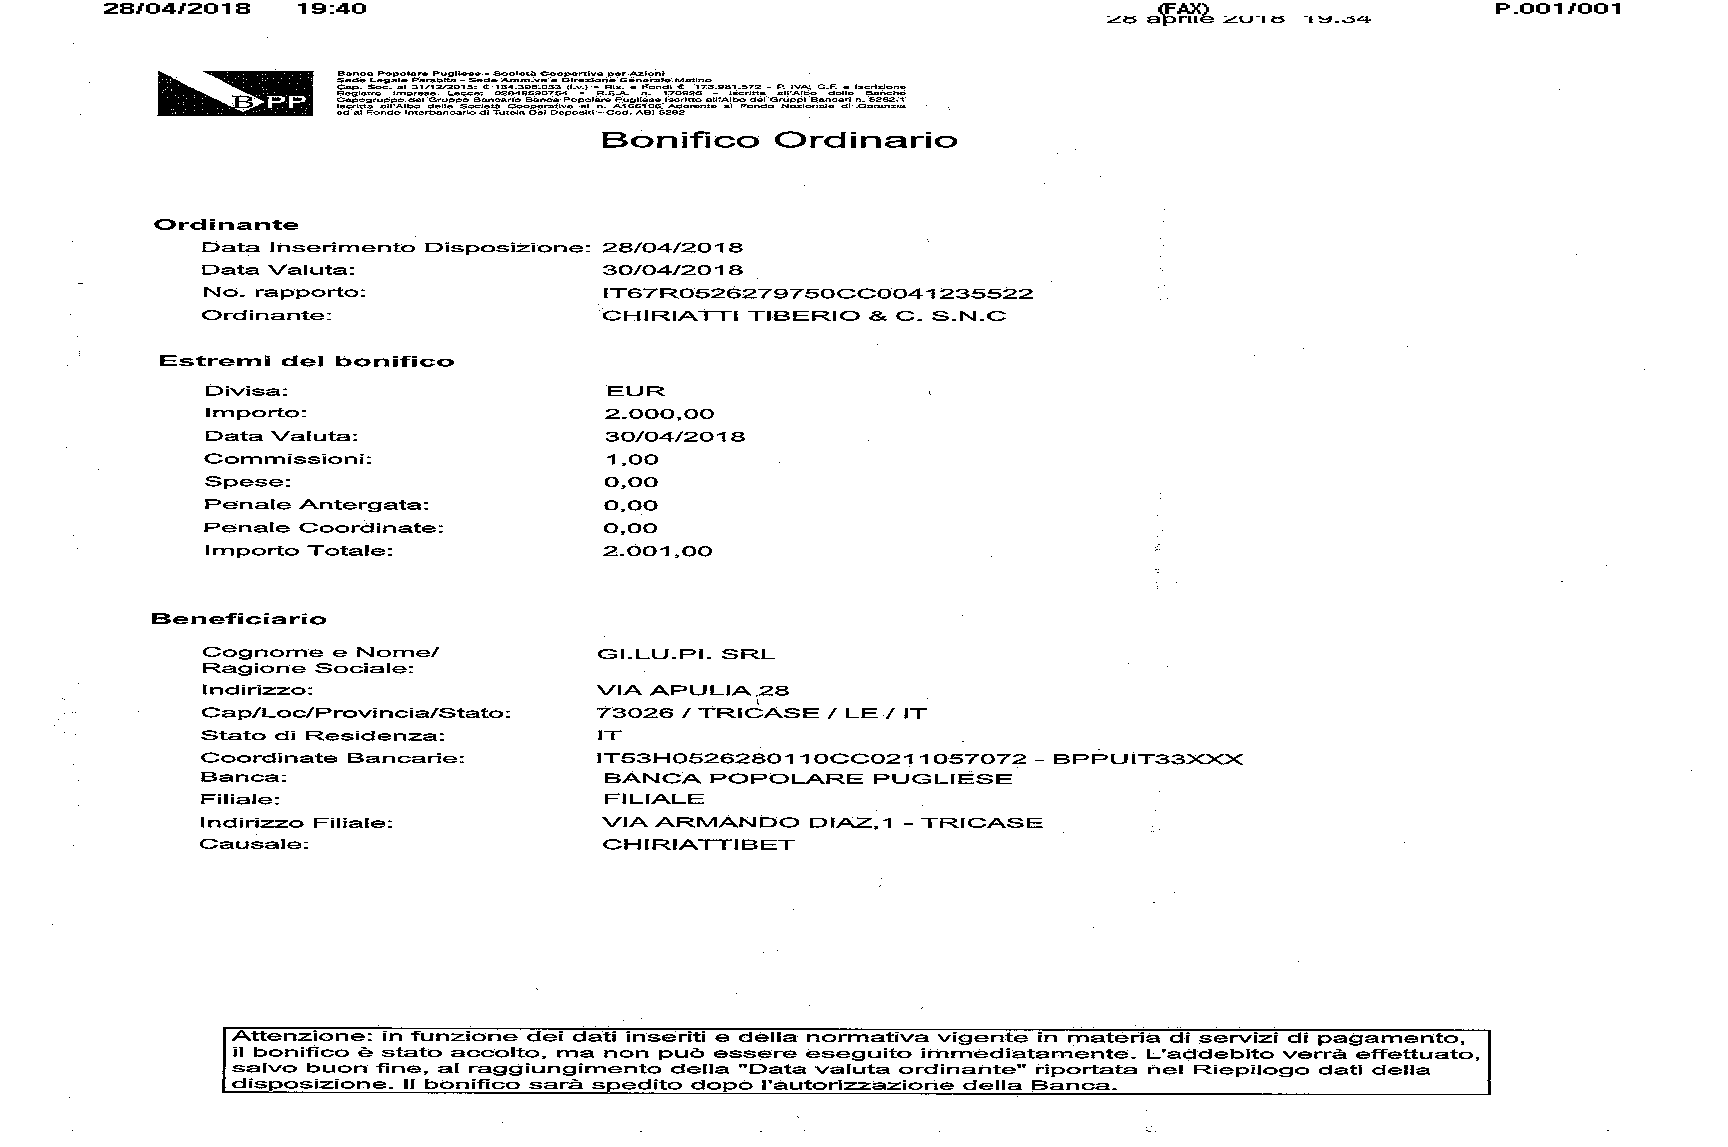 28/04/2018 19:40 (FAX) P.001/001
28 aprile 2018 19.34
BPP
Banca Popolare Pugliese - Società Cooperativa per Azioni
Sede Legale Parabita - Sede Amm.va e Direzione Generale Matino
Cap. Soc. al 31/12/2015: € (i.v.) - Ris. e Fondi € - P. IVA, C.F. e Iscrizione
Registro Imprese Lecce: - R.E.A. n. - Iscritta all'Albo delle Banche
Capogruppo del Gruppo Bancario Banca Popolare Pugliese iscritto all'Albo dei Gruppi Bancari n. 5262.1
Iscritta all'Albo delle Società Cooperative al n. Aderente al Fondo Nazionale di Garanzia
ed al Fondo Interbancario di Tutela Dei Depositi - Cod. ABI 5262
Bonifico Ordinario
Ordinante
Data Inserimento Disposizione: 28/04/2018
Data Valuta: 30/04/2018
No. rapporto: IT67R0526279750CC0041235522
Ordinante: CHIRIATTI TIBERIO & C. S.N.C
Estremi del bonifico
Divisa: EUR
Importo: 2.000,00
Data Valuta: 30/04/2018
Commissioni: 1,00
Spese: 0,00
Penale Antergata: 0,00
Penale Coordinate: 0,00
Importo Totale: 2.001,00
Beneficiario
Cognome e Nome/ GI.LU.PI. SRL
Ragione Sociale:
Indirizzo: VIA APULIA,28
Cap/Loc/Provincia/Stato: 73026 / TRICASE / LE / IT
Stato di Residenza: IT
Coordinate Bancarie: IT53H0526280110CC0211057072 - BPPUIT33XXX
Banca: BANCA POPOLARE PUGLIESE
Filiale: FILIALE
Indirizzo Filiale: VIA ARMANDO DIAZ,1 - TRICASE
Causale: CHIRIATTIBET
Attenzione: in funzione dei dati inseriti e della normativa vigente in materia di servizi di pagamento,
il bonifico è stato accolto, ma non può essere eseguito immediatamente. L'addebito verrà effettuato,
salvo buon fine, al raggiungimento della "Data valuta ordinante" riportata nel Riepilogo dati della
disposizione. Il bonifico sarà spedito dopo l'autorizzazione della Banca.